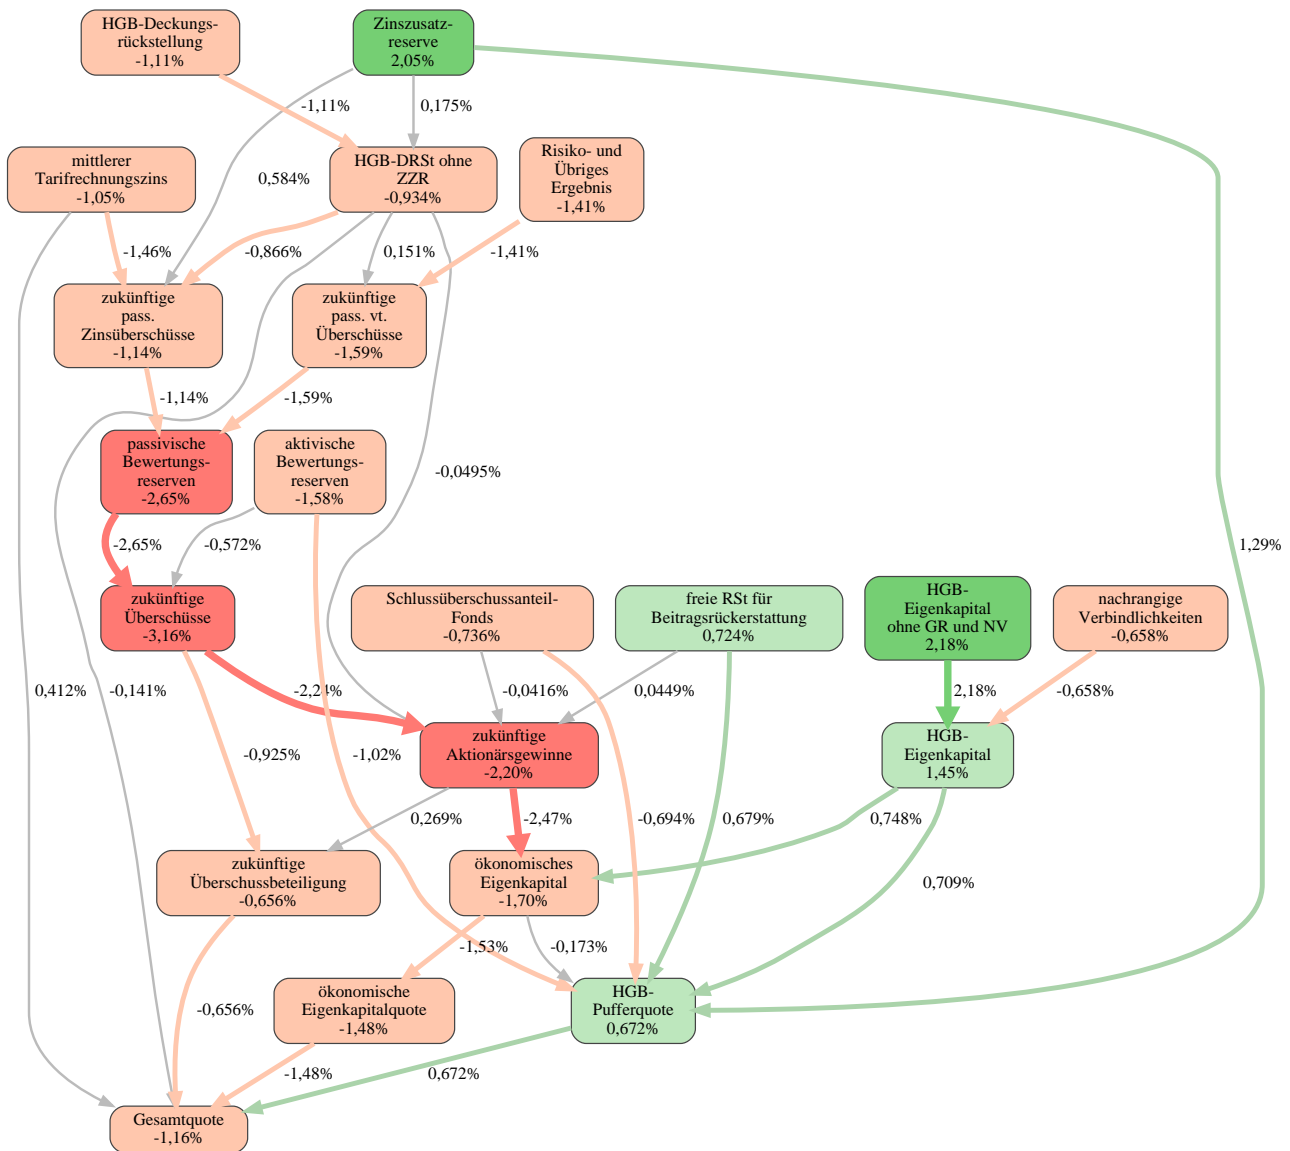 HGB-Deckungs-
rückstellung
-1,11%
Zinszusatz-
reserve
2,05%
-1,11%
0,175%
mittlerer
Tarifrechnungszins
-1,05%
0,584%
HGB-DRSt ohne
ZZR
-0,934%
Risiko- und
Übriges
Ergebnis
-1,41%
-1,46%
-0,866%
0,151%
-1,41%
zukünftige
pass.
Zinsüberschüsse
-1,14%
zukünftige
pass. vt.
Überschüsse
-1,59%
-1,14%
-1,59%
passivische
Bewertungs-
reserven
-2,65%
aktivische
Bewertungs-
reserven
-1,58%
-0,0495%
-2,65%
-0,572%
1,29%
zukünftige
Überschüsse
-3,16%
Schlussüberschussanteil-
Fonds
-0,736%
freie RSt für
Beitragsrückerstattung
0,724%
HGB-
Eigenkapital
ohne GR und NV
2,18%
nachrangige
Verbindlichkeiten
-0,658%
0,412%
-0,141%
-2,24%
-0,0416%
0,0449%
2,18%
-0,658%
-0,925%
-1,02%
zukünftige
Aktionärsgewinne
-2,20%
HGB-
Eigenkapital
1,45%
0,269%
-2,47%
-0,694%
0,679%
0,748%
zukünftige
Überschussbeteiligung
-0,656%
ökonomisches
Eigenkapital
-1,70%
0,709%
-1,53%
-0,173%
-0,656%
ökonomische
Eigenkapitalquote
-1,48%
HGB-
Pufferquote
0,672%
-1,48%
0,672%
Gesamtquote
-1,16%